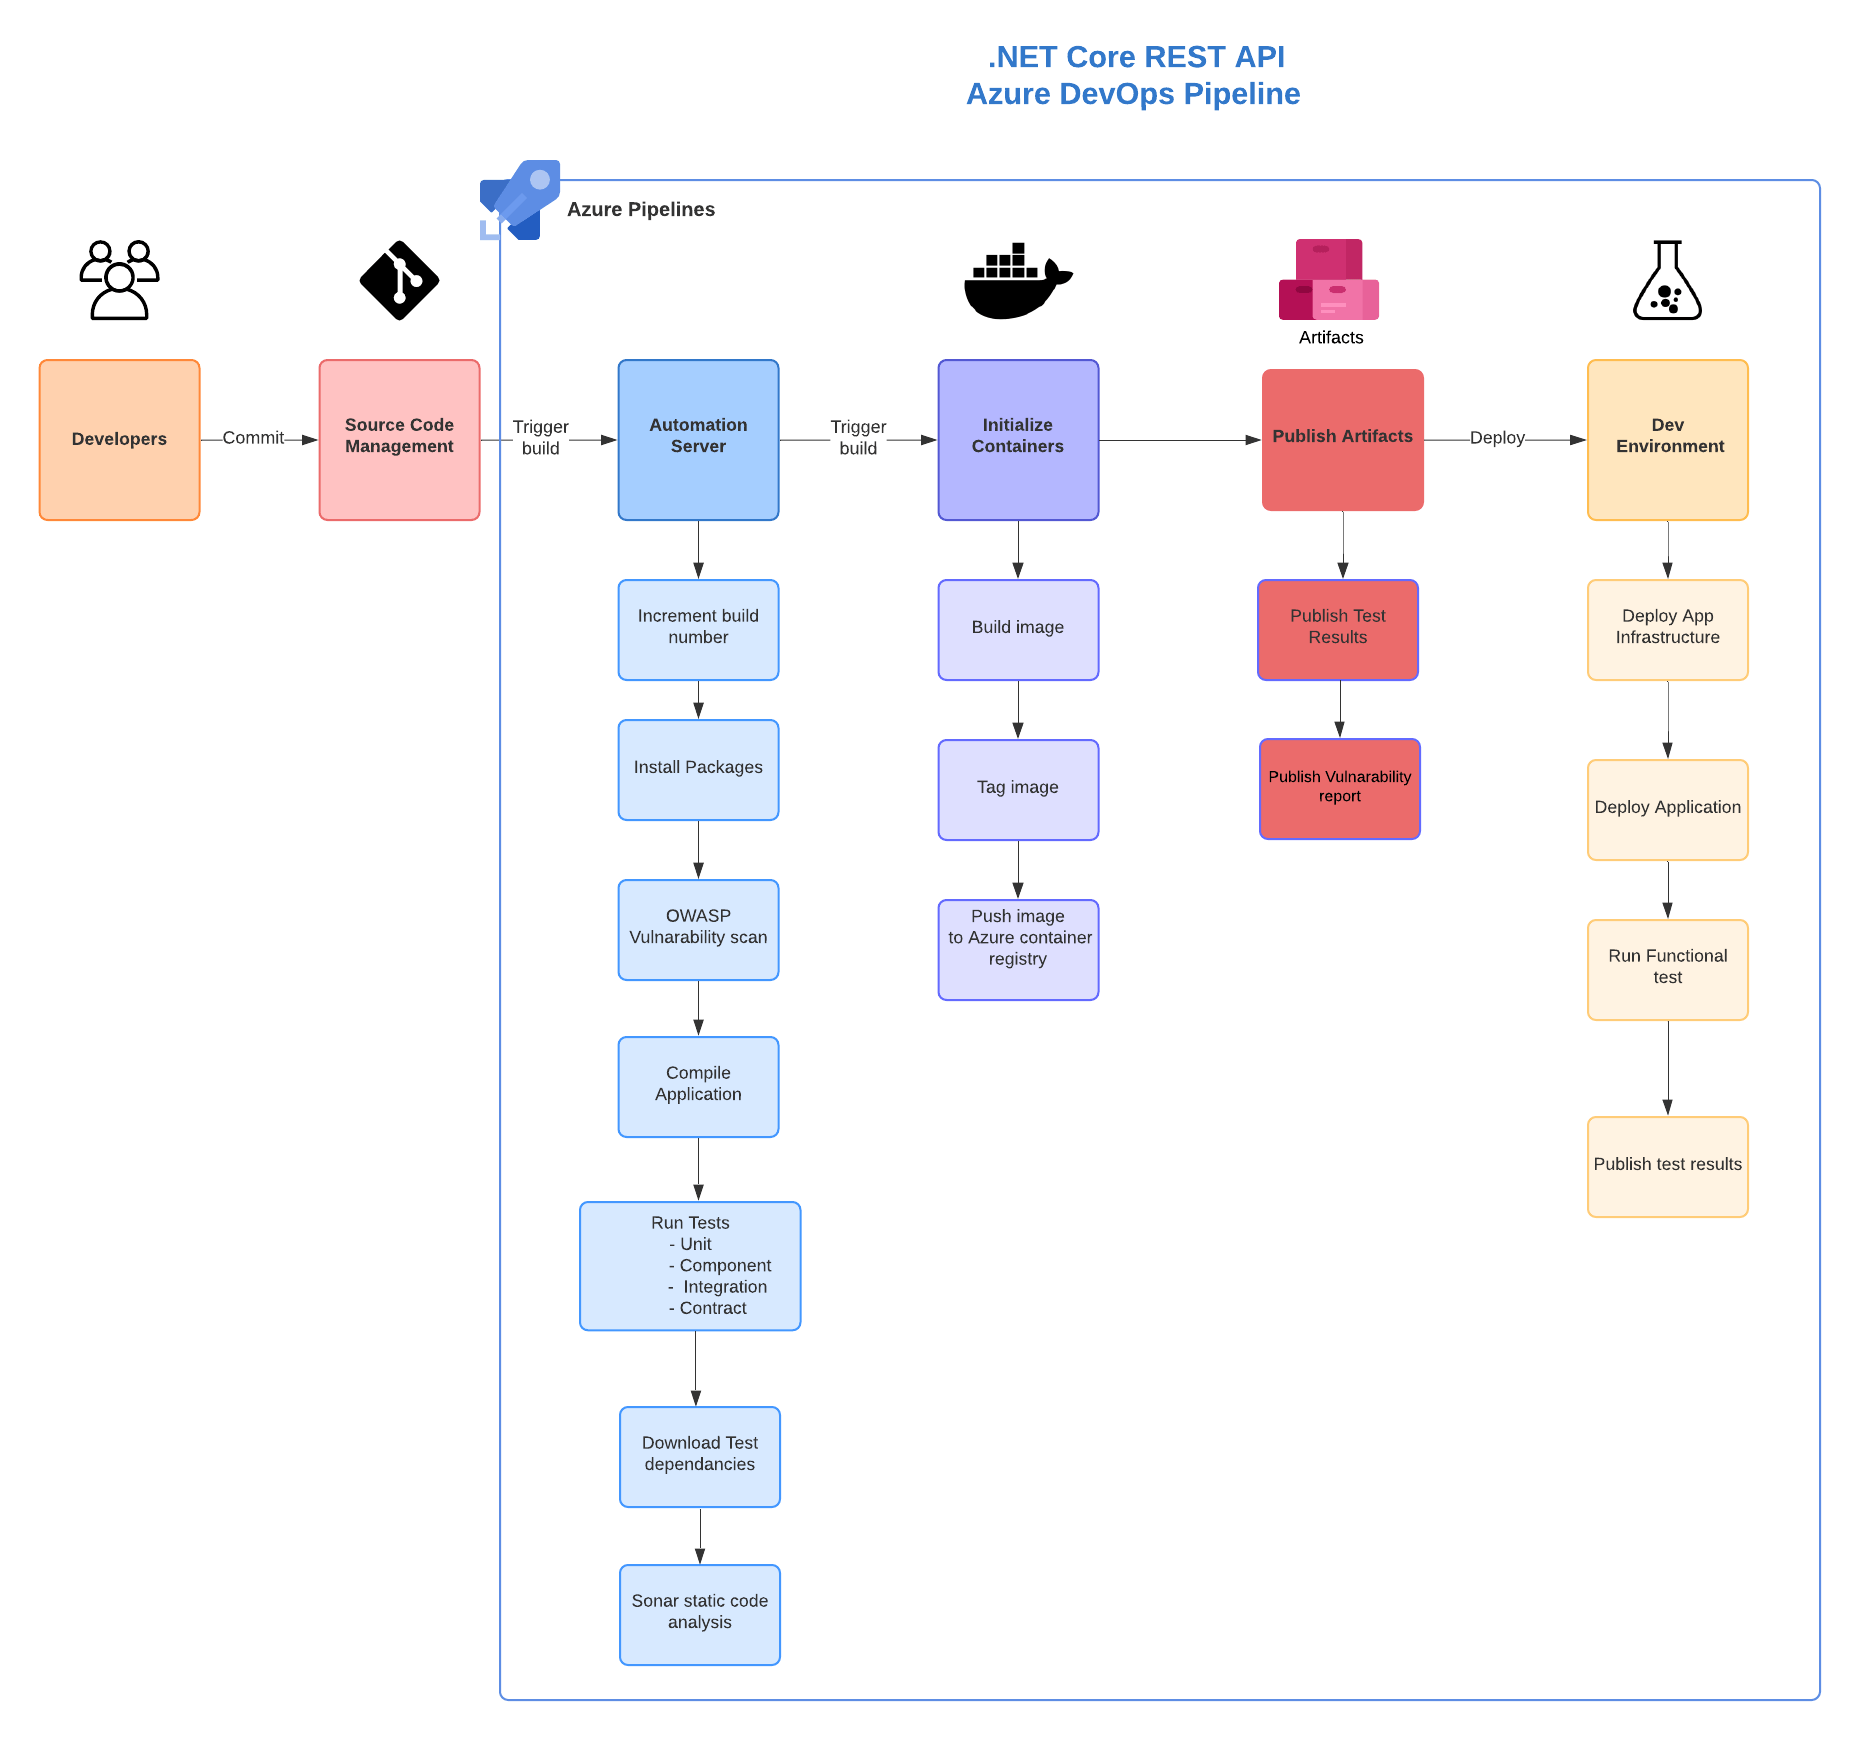 .NET Core REST API
Azure DevOps Pipeline
Azure Pipelines
Artifacts
Developers
Commit
Source Code
Management
Trigger
build
Automation
Server
Trigger
build
Initialize
Containers
Publish Artifacts
Deploy
Dev
Environment
Increment build
number
Install Packages
OWASP
Vulnarability scan
Compile
Application
Run Tests
- Unit
- Component
- Integration
- Contract
Download Test
dependancies
Sonar static code
analysis
Build image
Tag image
Push image
to Azure container
registry
Publish Test
Results
Publish Vulnarability
report
Deploy App
Infrastructure
Deploy Application
Run Functional
test
Publish test results